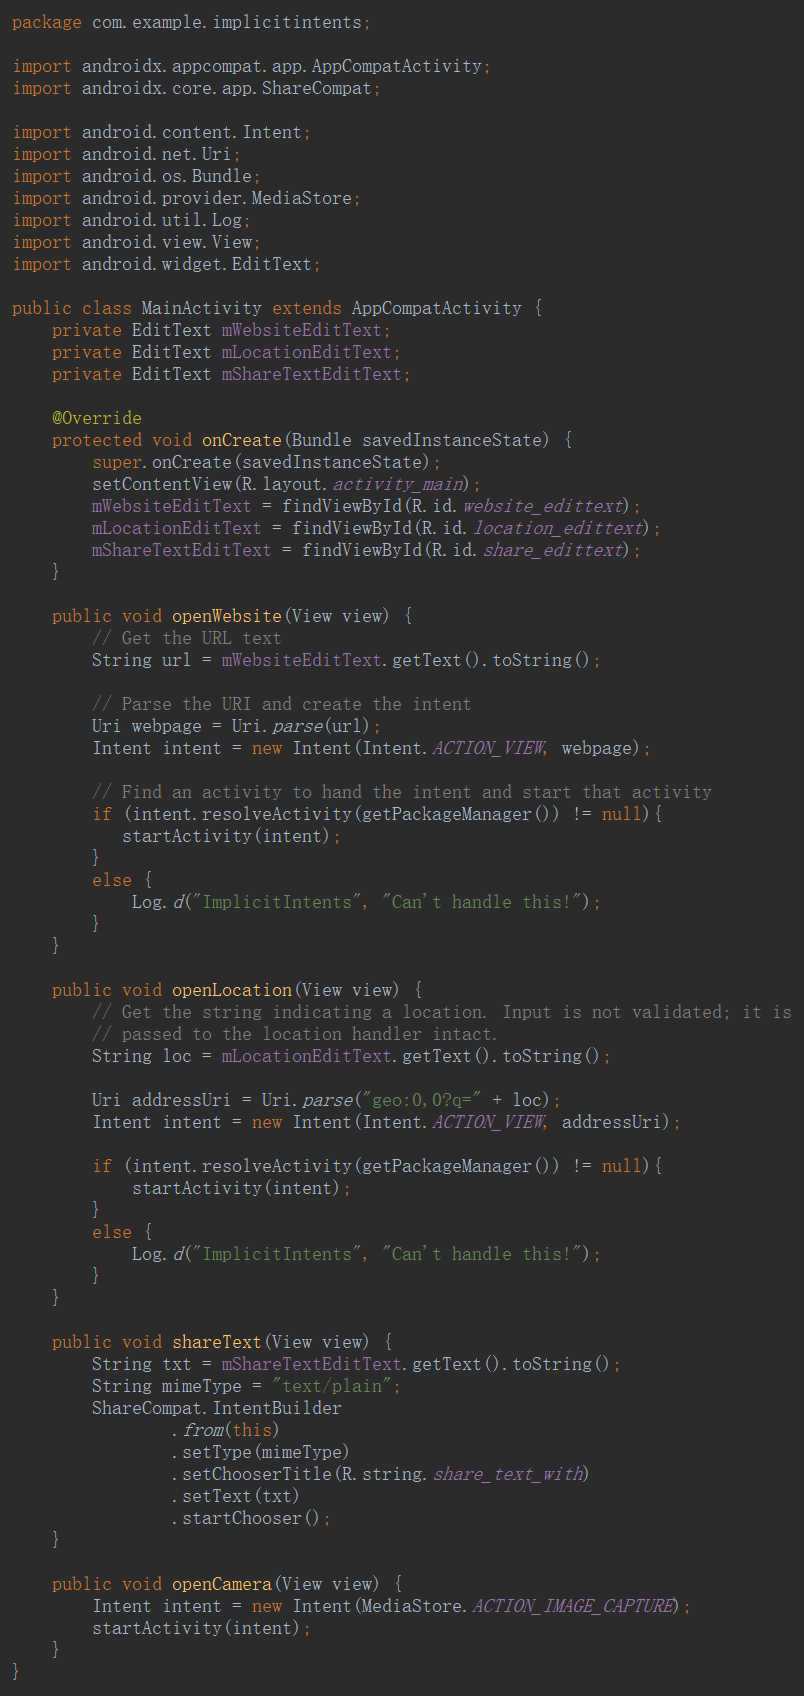 package com.example.implicitintents;

import androidx.appcompat.app.AppCompatActivity;
import androidx.core.app.ShareCompat;

import android.content.Intent;
import android.net.Uri;
import android.os.Bundle;
import android.provider.MediaStore;
import android.util.Log;
import android.view.View;
import android.widget.EditText;

public class MainActivity extends AppCompatActivity {
    private EditText mWebsiteEditText;
    private EditText mLocationEditText;
    private EditText mShareTextEditText;

    @Override
    protected void onCreate(Bundle savedInstanceState) {
        super.onCreate(savedInstanceState);
        setContentView(R.layout.activity_main);
        mWebsiteEditText = findViewById(R.id.website_edittext);
        mLocationEditText = findViewById(R.id.location_edittext);
        mShareTextEditText = findViewById(R.id.share_edittext);
    }

    public void openWebsite(View view) {
        // Get the URL text
        String url = mWebsiteEditText.getText().toString();

        // Parse the URI and create the intent
        Uri webpage = Uri.parse(url);
        Intent intent = new Intent(Intent.ACTION_VIEW, webpage);

        // Find an activity to hand the intent and start that activity
        if (intent.resolveActivity(getPackageManager()) != null){
           startActivity(intent);
        }
        else {
            Log.d("ImplicitIntents", "Can't handle this!");
        }
    }

    public void openLocation(View view) {
        // Get the string indicating a location. Input is not validated; it is
        // passed to the location handler intact.
        String loc = mLocationEditText.getText().toString();

        Uri addressUri = Uri.parse("geo:0,0?q=" + loc);
        Intent intent = new Intent(Intent.ACTION_VIEW, addressUri);

        if (intent.resolveActivity(getPackageManager()) != null){
            startActivity(intent);
        }
        else {
            Log.d("ImplicitIntents", "Can't handle this!");
        }
    }

    public void shareText(View view) {
        String txt = mShareTextEditText.getText().toString();
        String mimeType = "text/plain";
        ShareCompat.IntentBuilder
                .from(this)
                .setType(mimeType)
                .setChooserTitle(R.string.share_text_with)
                .setText(txt)
                .startChooser();
    }

    public void openCamera(View view) {
        Intent intent = new Intent(MediaStore.ACTION_IMAGE_CAPTURE);
        startActivity(intent);
    }
}